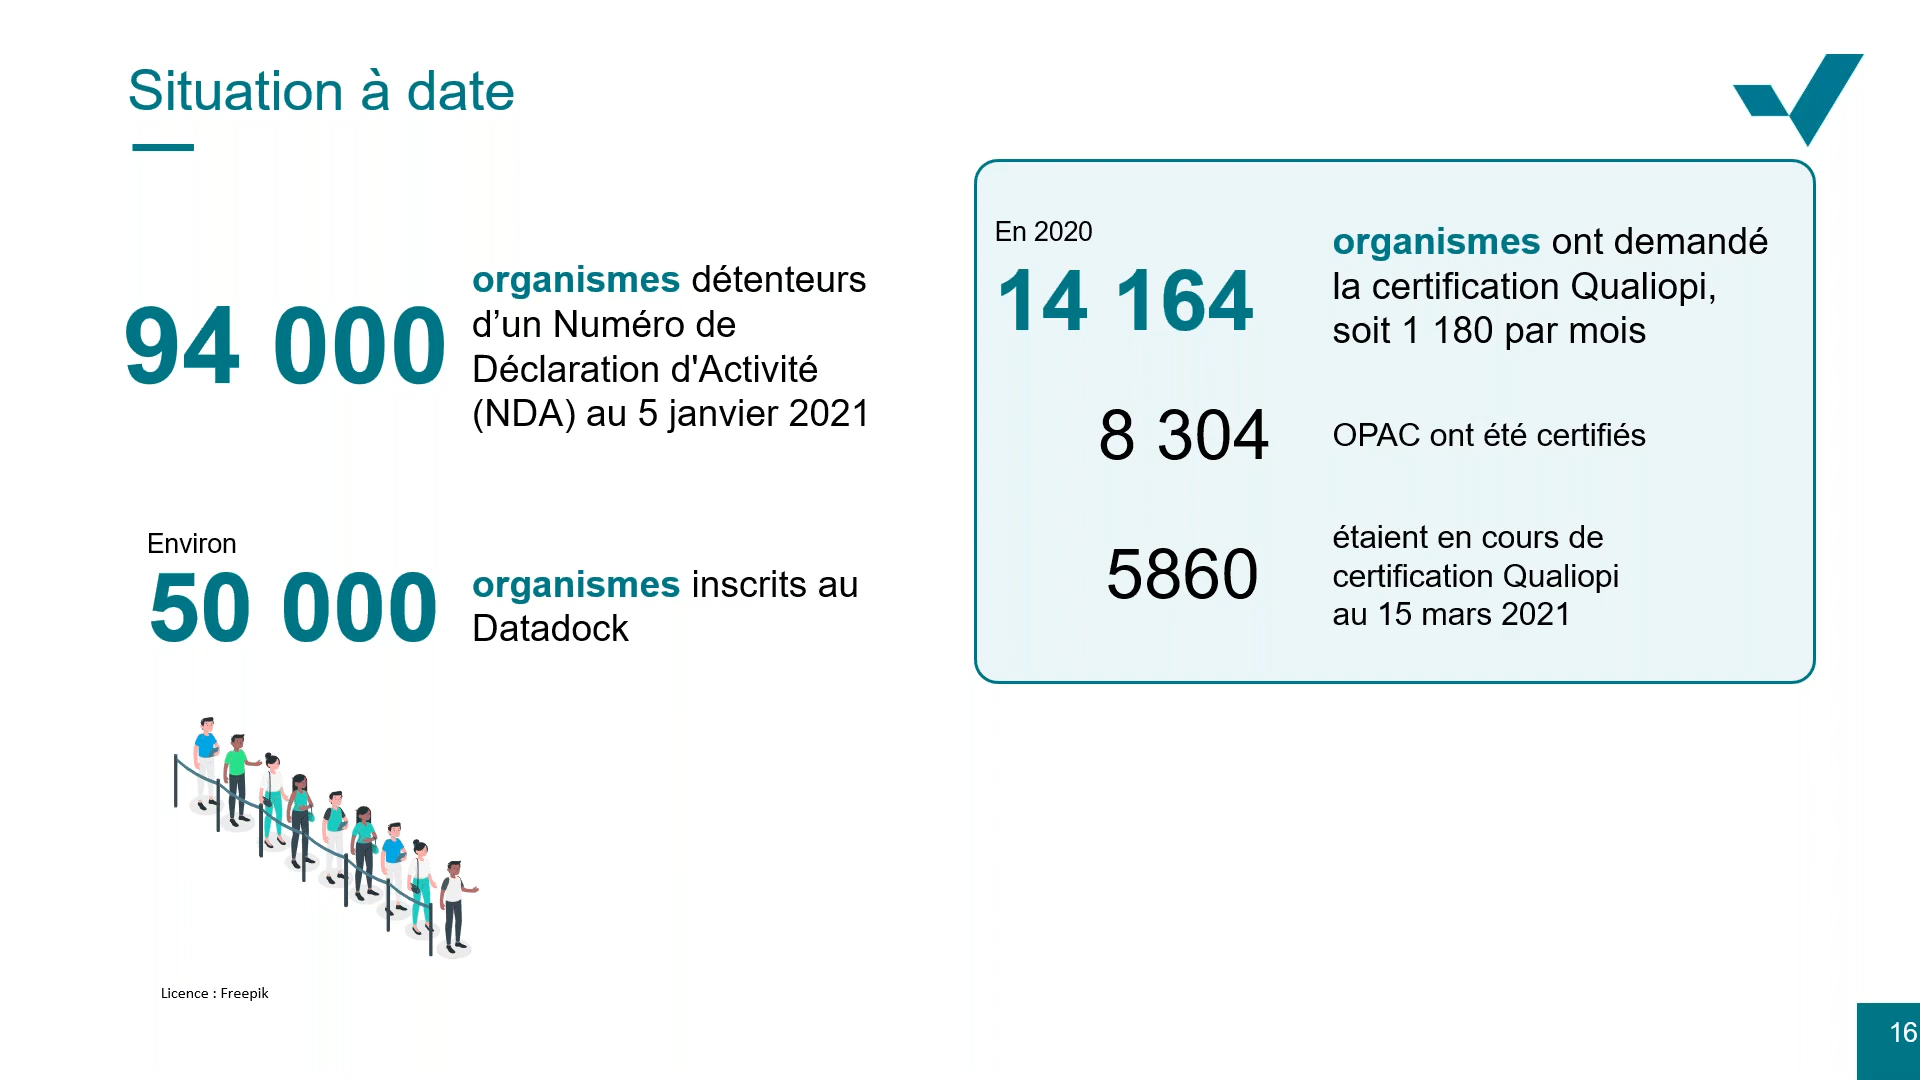 Situation à date
94 000
organismes détenteurs
d’un Numéro de
Déclaration d'Activité
(NDA) au 5 janvier 2021
Environ
50 000
organismes inscrits au
Datadock
Licence : Freepik
En 2020
14 164
organismes ont demandé
la certification Qualiopi,
soit 1 180 par mois
8 304
OPAC ont été certifiés
5860
étaient en cours de
certification Qualiopi
au 15 mars 2021
16